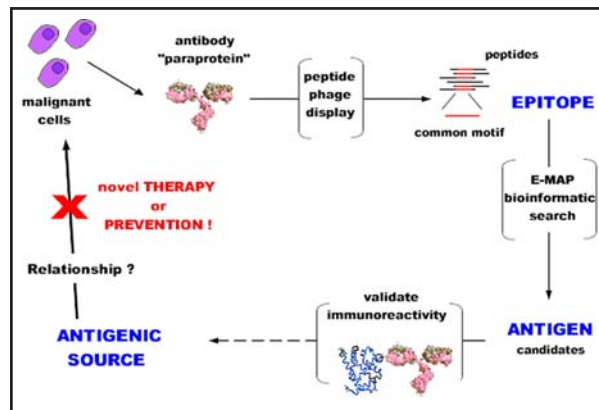 antibody
"paraprotein"
malignant
cells
peptide
phage
display
peptides
common motif
EPITOPE
E-MAP
bioinformatic
search
ANTIGEN
candidates
validate
immunoreactivity
ANTIGENIC
SOURCE
Relationship ?
novel THERAPY
or
PREVENTION !